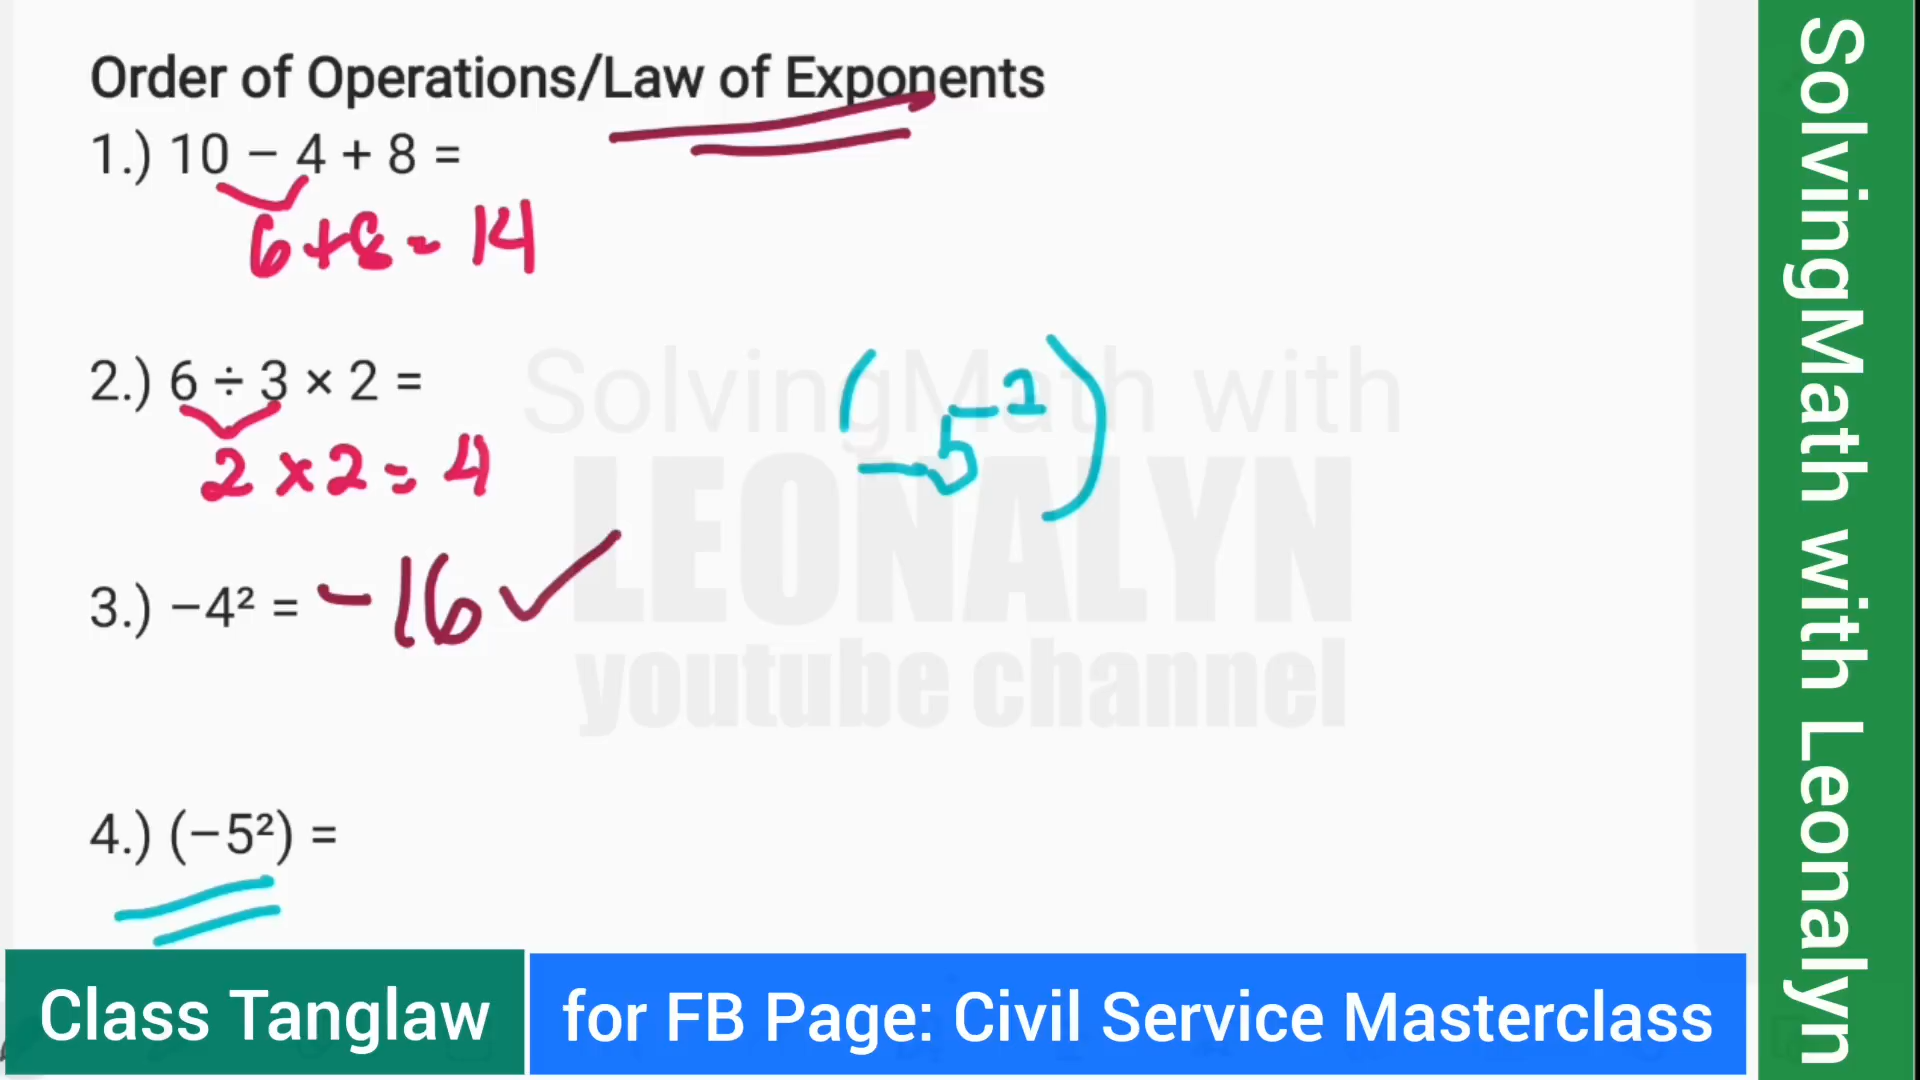 Order of Operations/Law of Exponents
1.) 10 − 4 + 8 =
6+8=14
2.) 6 ÷ 3 × 2 =
2×2=4
3.) −4² = -16 ✓
(-5²)
4.) (−5²) =
SolvingMath with
LEONALYN
youtube channel
Class Tanglaw
for FB Page: Civil Service Masterclass
SolvingMath with Leonalyn